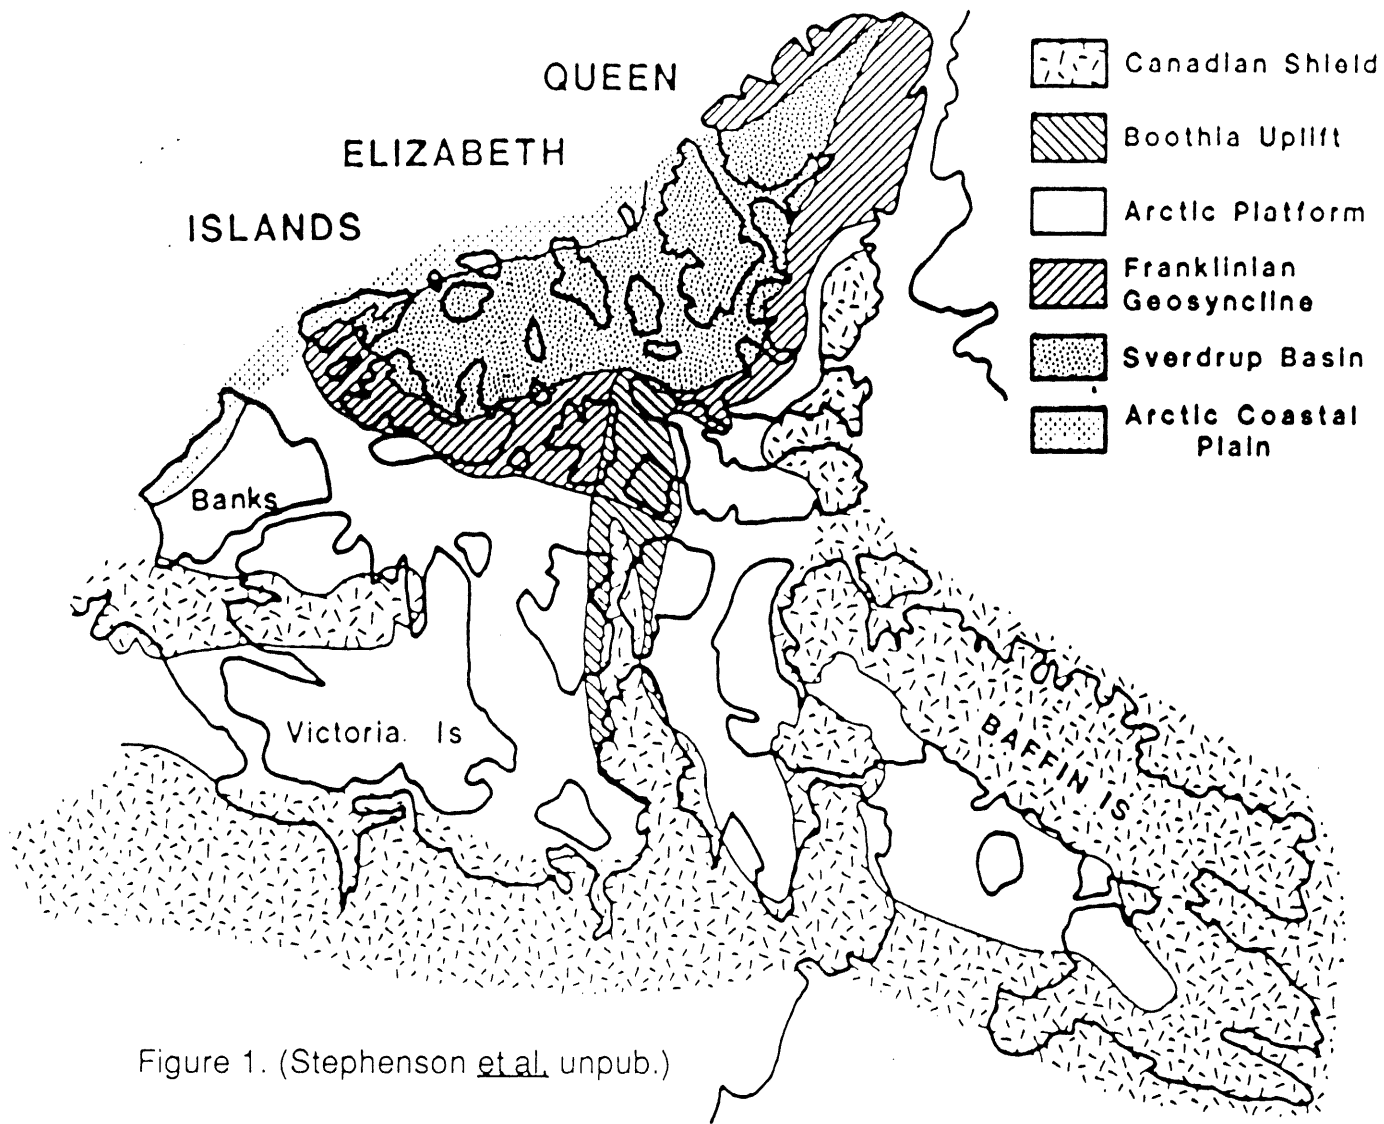 QUEEN
ELIZABETH
ISLANDS
Canadian Shield
Boothia Uplift
Arctic Platform
Franklinian
Geosyncline
Sverdrup Basin
Arctic Coastal
Plain
Banks
Victoria Is
BAFFIN IS
Figure 1. (Stephenson et al. unpub.)